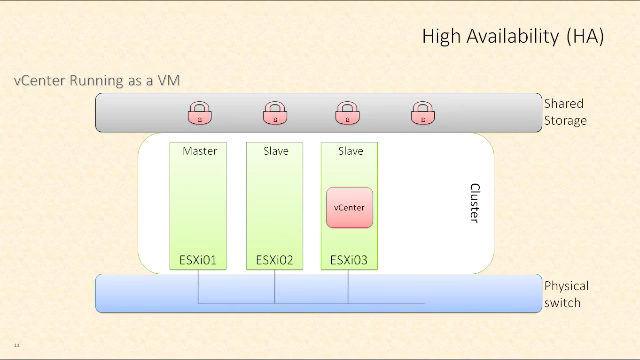 High Availability (HA)
vCenter Running as a VM
Shared
Storage
Master
Slave
Slave
vCenter
Cluster
ESXi01
ESXi02
ESXi03
Physical
switch